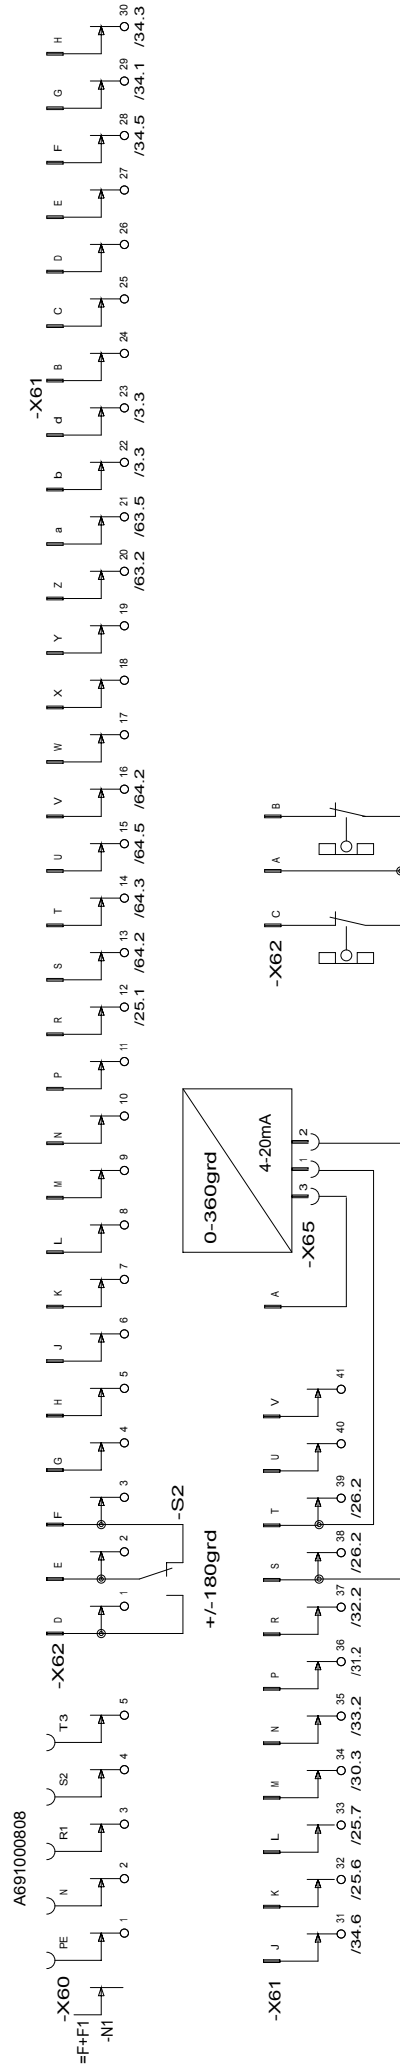 A691000808
-X60 -X62 -X61
PE N R1 S2 T3 D E F G H J K L M N P R S T U V W X Y Z a b d B C D E F G H
=F+F1
-N1
1 2 3 4 5 1 2 3 4 5 6 7 8 9 10 11 12 13 14 15 16 17 18 19 20 21 22 23 24 25 26 27 28 29 30
/25.1 /64.2 /64.3 /64.5 /64.2 /63.2 /63.5 /3.3 /3.3 /34.5 /34.1 /34.3
-S2
+/-180grd
0-360grd
4-20mA
3 1 2
-X65
-X61 -X62
J K L M N P R S T U V A C A B
31 32 33 34 35 36 37 38 39 40 41
/34.6 /25.6 /25.7 /30.3 /33.2 /31.2 /32.2 /26.2 /26.2